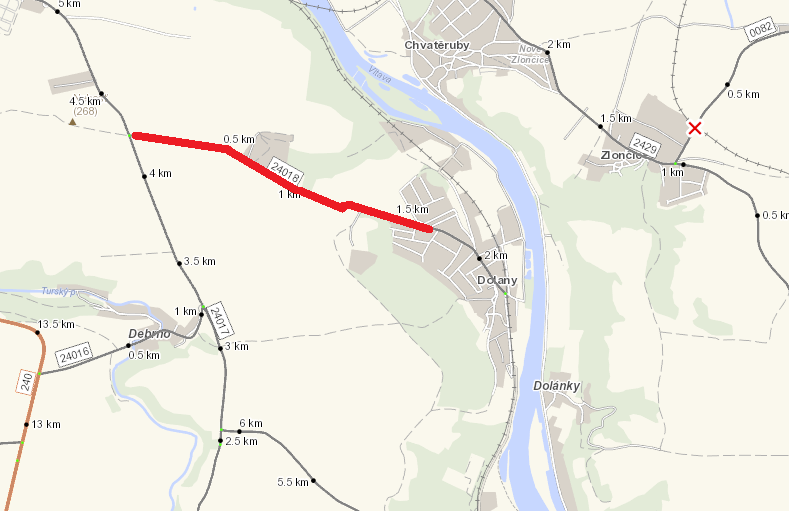 5 km
Chvatěruby
2 km
Nové
Zlončice
0082
Vltava
4.5 km
(268)
0.5 km
1.5 km
0.5 km
2429
Zlončice
24018
1 km
4 km
1 km
1.5 km
0.5 k
3.5 km
2 km
Dolany
Turský p.
1 km
24017
13.5 km
Debrno
24016
0.5 km
3 km
240
Dolánky
13 km
6 km
2.5 km
5.5 km